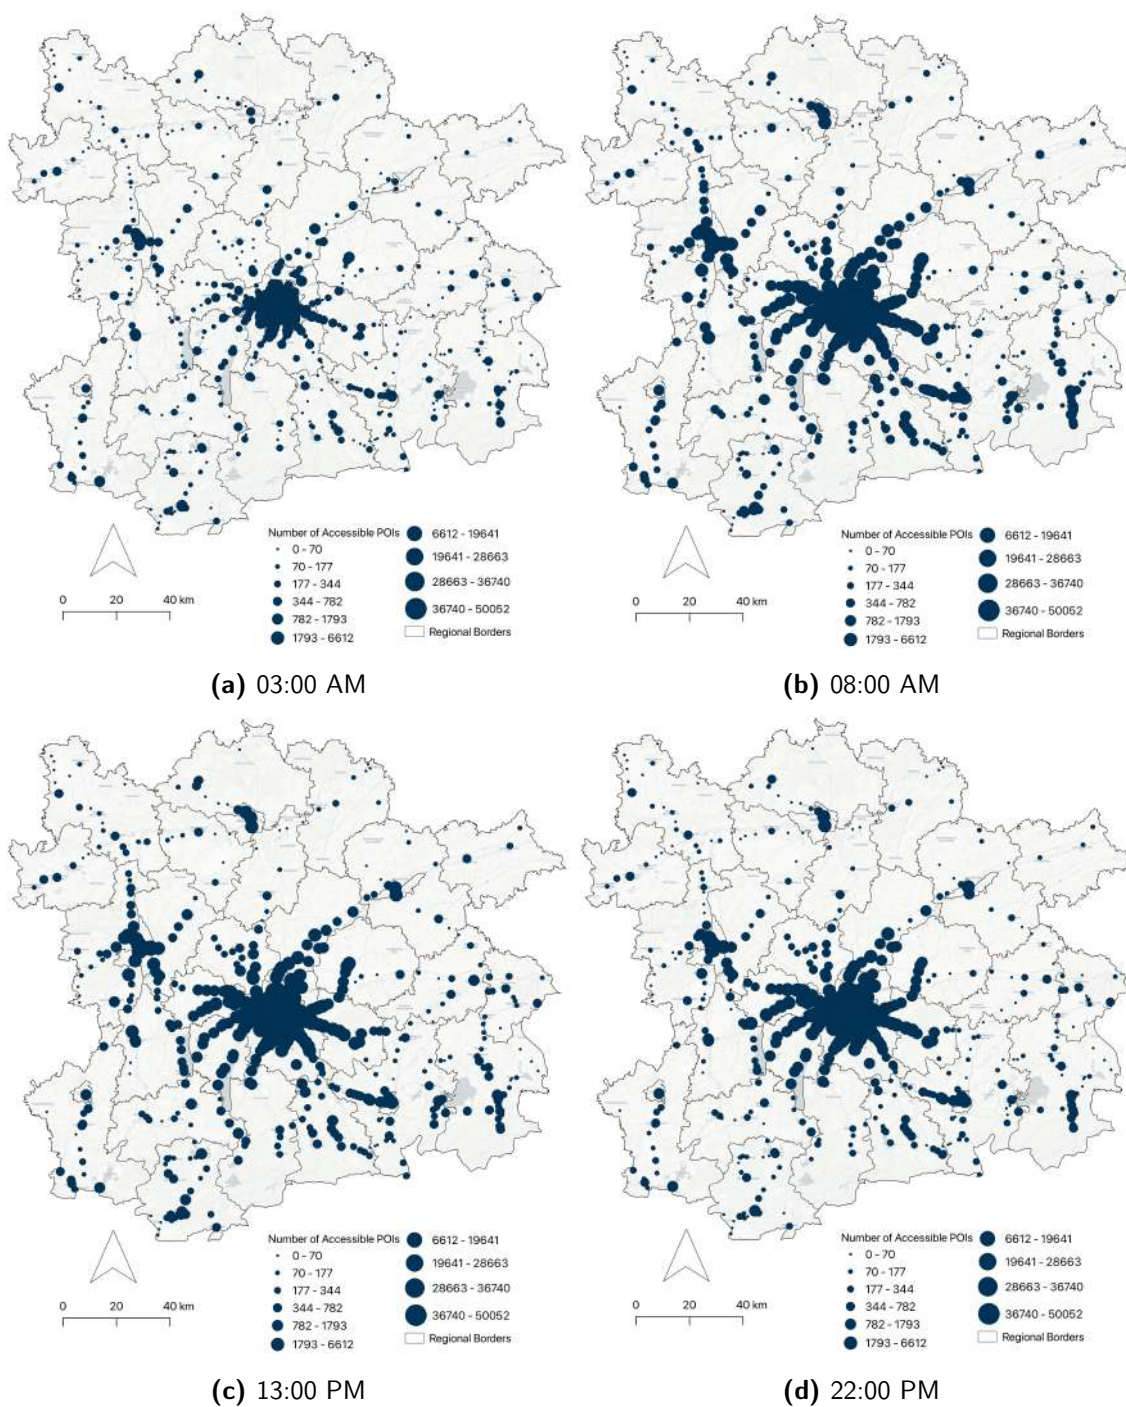 Number of Accessible POIs
0 - 70
70 - 177
177 - 344
344 - 782
782 - 1793
1793 - 6612
6612 - 19641
19641 - 28663
28663 - 36740
36740 - 50052
Regional Borders
0 20 40 km
(a) 03:00 AM
Number of Accessible POIs
0 - 70
70 - 177
177 - 344
344 - 782
782 - 1793
1793 - 6612
6612 - 19641
19641 - 28663
28663 - 36740
36740 - 50052
Regional Borders
0 20 40 km
(b) 08:00 AM
Number of Accessible POIs
0 - 70
70 - 177
177 - 344
344 - 782
782 - 1793
1793 - 6612
6612 - 19641
19641 - 28663
28663 - 36740
36740 - 50052
Regional Borders
0 20 40 km
(c) 13:00 PM
Number of Accessible POIs
0 - 70
70 - 177
177 - 344
344 - 782
782 - 1793
1793 - 6612
6612 - 19641
19641 - 28663
28663 - 36740
36740 - 50052
Regional Borders
0 20 40 km
(d) 22:00 PM